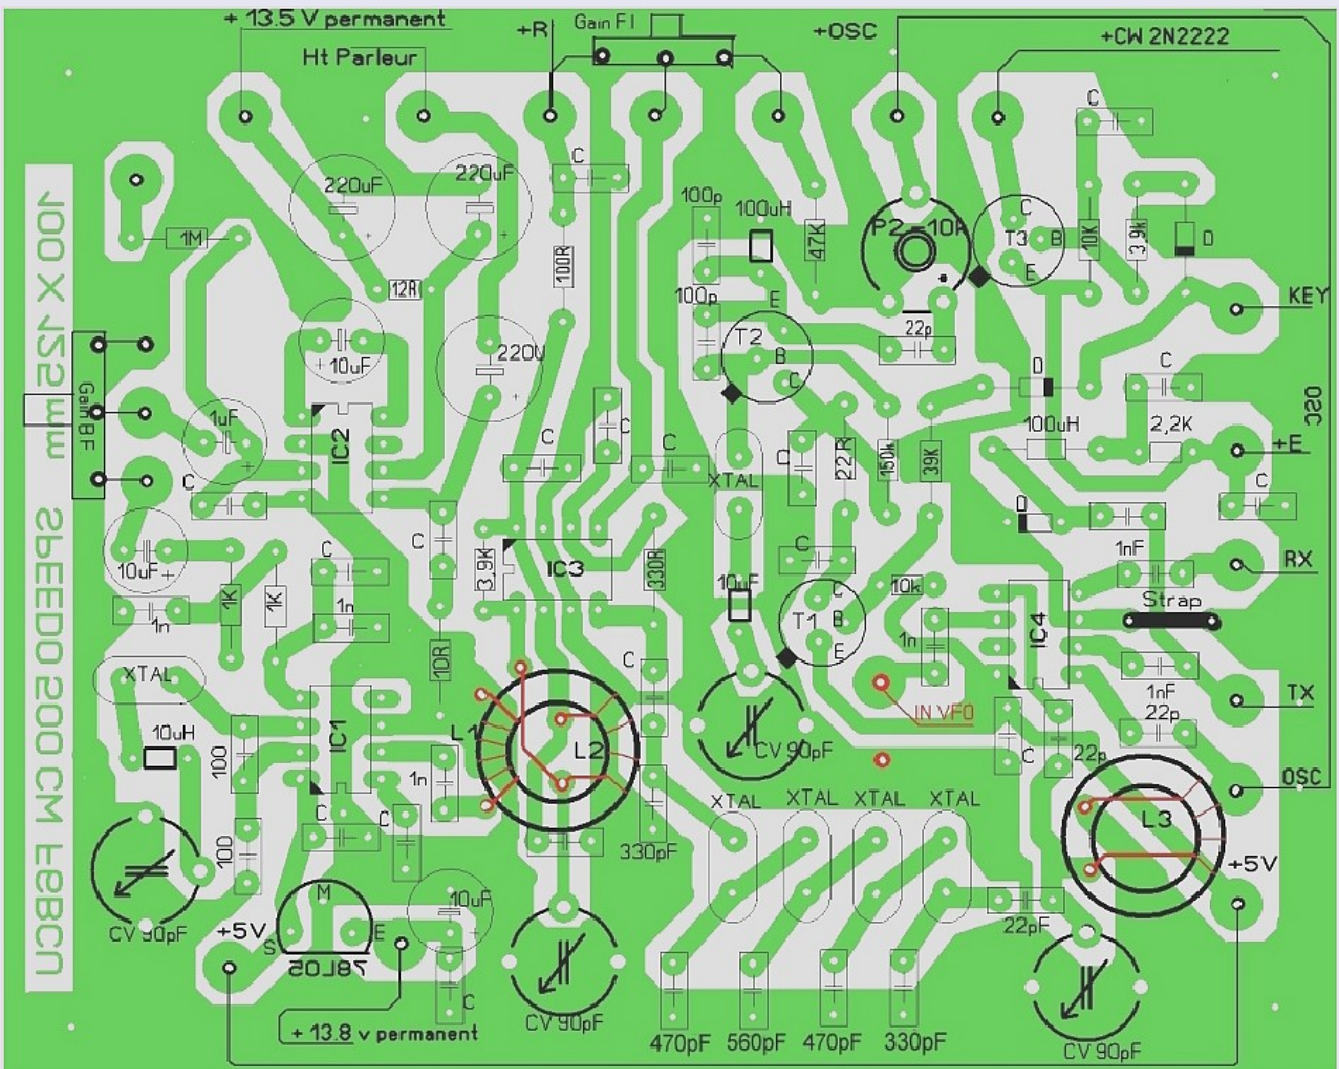 + 13.5 V permanent
+R
Gain FI
+OSC
+CW 2N2222
Ht Parleur
C
C
220uF
220uF
100p
100uH
47K
P2-10k
C
T3
B
E
10K
3.9k
D
1M
100R
12R
100p
E
KEY
10uF
+
220U
T2
B
C
22p
D
C
OSC
Gain BF
1uF
IC2
C
C
C
22R
150k
39K
100uH
2,2K
+E
XTAL
C
C
C
D
1nF
C
10uF
+
C
3.9K
IC3
330R
10uF
C
10k
RX
1K
1K
1n
1n
T1
B
E
1n
IC4
Strap
XTAL
10R
C
1nF
TX
IN VFO
22p
10uH
100
IC1
1n
L1
L2
CV 90pF
C
22p
OSC
XTAL
XTAL
XTAL
XTAL
L3
100
C
C
330pF
+5V
M
10uF
22pF
CV 90pF
+5V
S
E
78L05
C
CV 90pF
+ 13.8 v permanent
470pF
560pF
470pF
330pF
CV 90pF
100 X 125 mm SPEEDO 500 CM F8BCU